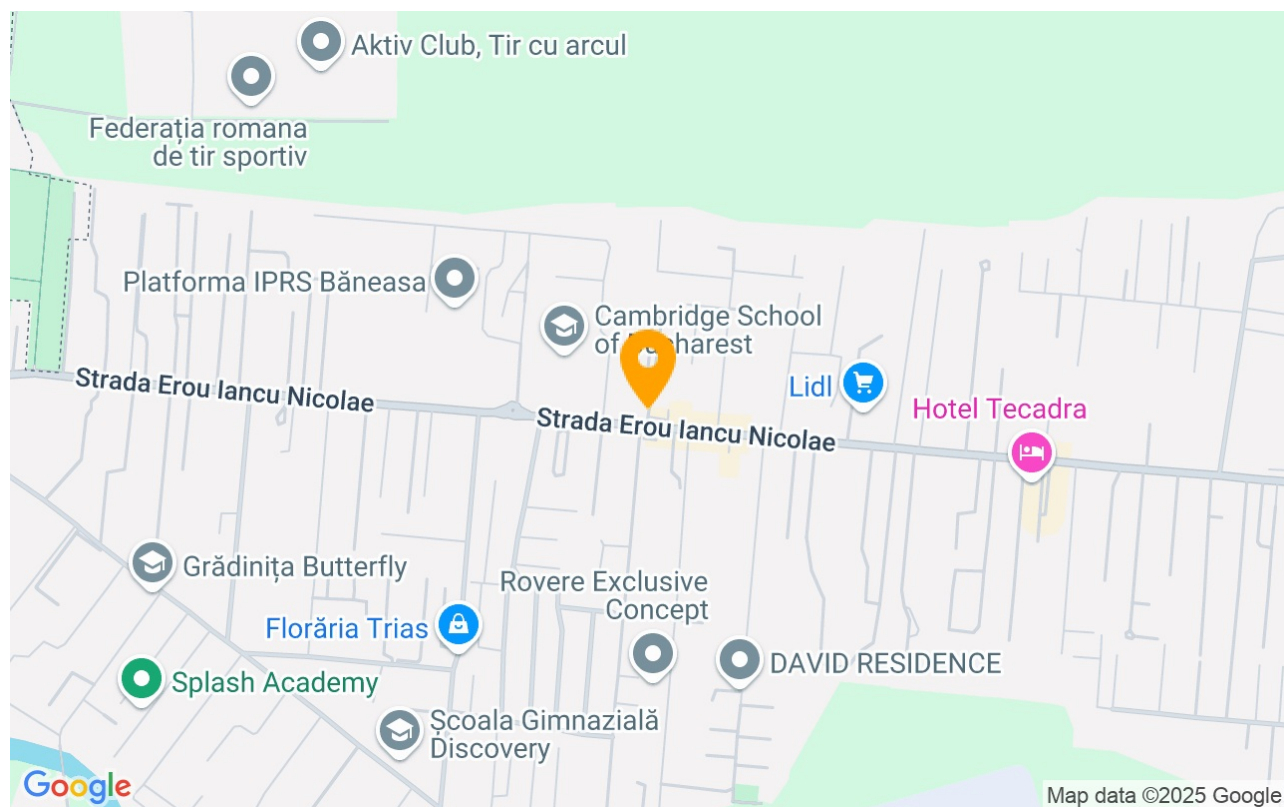 Aktiv Club, Tir cu arcul
Federația romana
de tir sportiv
Platforma IPRS Băneasa
Cambridge School
of Bucharest
Strada Erou Iancu Nicolae
Lidl
Hotel Tecadra
Strada Erou Iancu Nicolae
Grădinița Butterfly
Rovere Exclusive
Concept
Florăria Trias
DAVID RESIDENCE
Splash Academy
Școala Gimnazială
Discovery
Google
Map data ©2025 Google